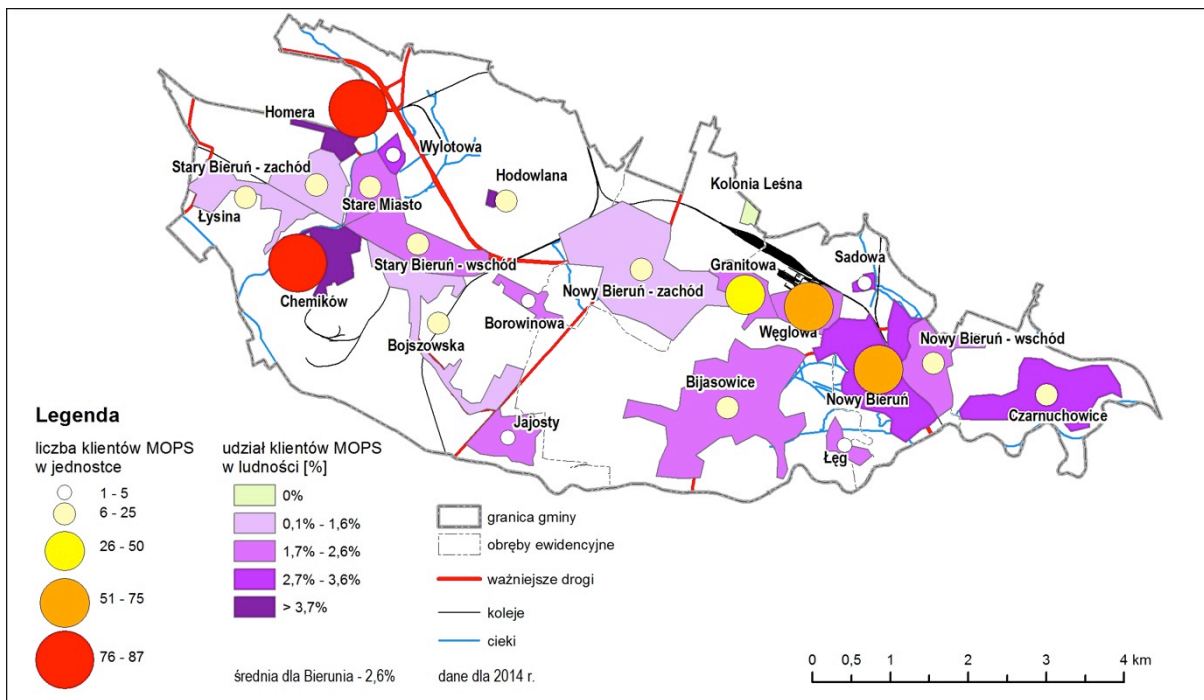 Homera
Wylotowa
Stary Bieruń - zachód
Hodowlana
Kolonia Leśna
Łysina
Stare Miasto
Stary Bieruń - wschód
Granitowa
Sadowa
Chemików
Nowy Bieruń - zachód
Borowinowa
Węglowa
Nowy Bieruń - wschód
Bojszowska
Bijasowice
Nowy Bieruń
Czarnuchowice
Jajosty
Łęg
Legenda
liczba klientów MOPS
w jednostce
1 - 5
6 - 25
26 - 50
51 - 75
76 - 87
udział klientów MOPS
w ludności [%]
0%
0,1% - 1,6%
1,7% - 2,6%
2,7% - 3,6%
> 3,7%
granica gminy
obręby ewidencyjne
ważniejsze drogi
koleje
cieki
średnia dla Bierunia - 2,6%
dane dla 2014 r.
0 0,5 1 2 3 4 km